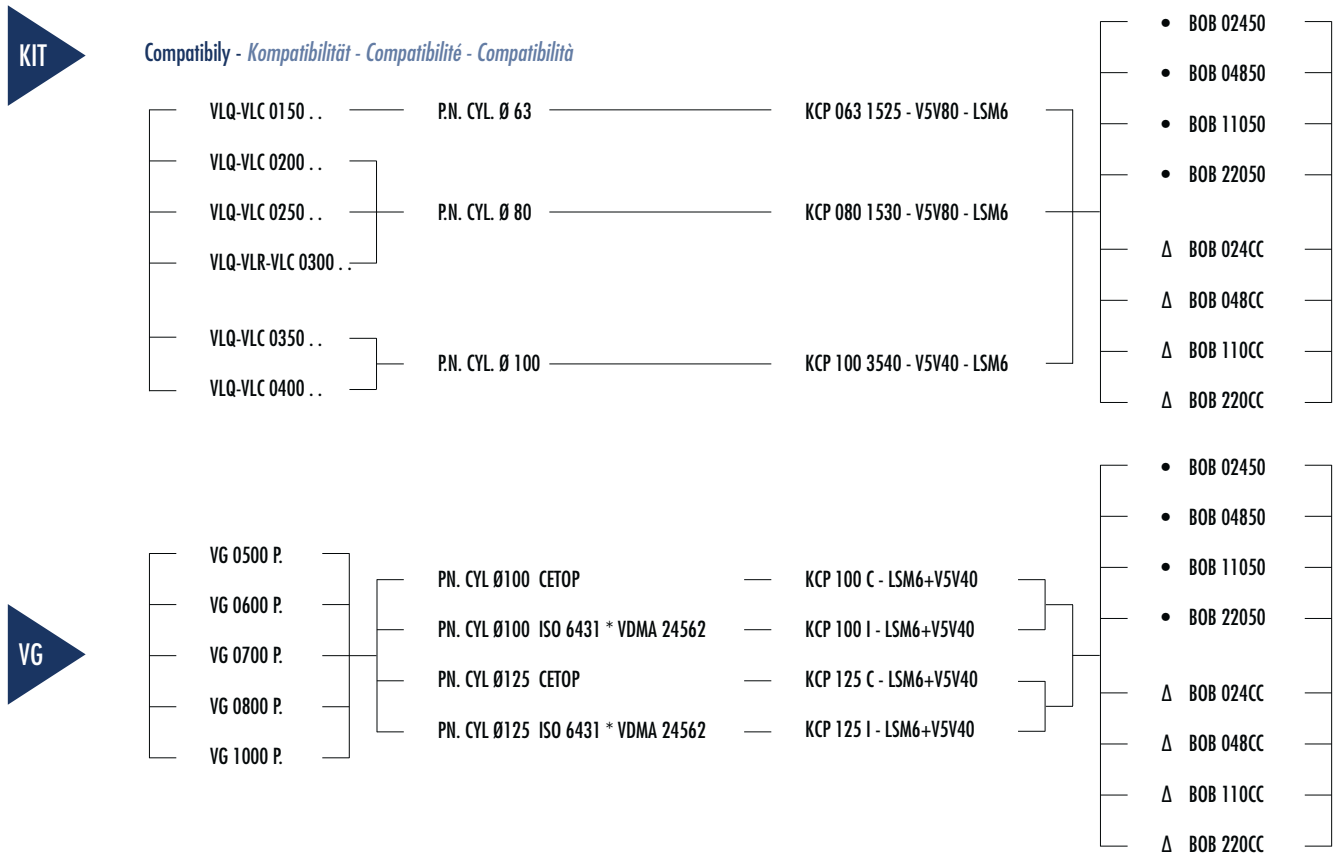 KIT
Compatibily - Kompatibilität - Compatibilité - Compatibilità
VLQ-VLC 0150 . .
VLQ-VLC 0200 . .
VLQ-VLC 0250 . .
VLQ-VLR-VLC 0300 . .
VLQ-VLC 0350 . .
VLQ-VLC 0400 . .
P.N. CYL. Ø 63
P.N. CYL. Ø 80
P.N. CYL. Ø 100
KCP 063 1525 - V5V80 - LSM6
KCP 080 1530 - V5V80 - LSM6
KCP 100 3540 - V5V40 - LSM6
• BOB 02450
• BOB 04850
• BOB 11050
• BOB 22050
Δ BOB 024CC
Δ BOB 048CC
Δ BOB 110CC
Δ BOB 220CC
VG
VG 0500 P.
VG 0600 P.
VG 0700 P.
VG 0800 P.
VG 1000 P.
PN. CYL Ø100 CETOP
PN. CYL Ø100 ISO 6431 * VDMA 24562
PN. CYL Ø125 CETOP
PN. CYL Ø125 ISO 6431 * VDMA 24562
KCP 100 C - LSM6+V5V40
KCP 100 I - LSM6+V5V40
KCP 125 C - LSM6+V5V40
KCP 125 I - LSM6+V5V40
• BOB 02450
• BOB 04850
• BOB 11050
• BOB 22050
Δ BOB 024CC
Δ BOB 048CC
Δ BOB 110CC
Δ BOB 220CC